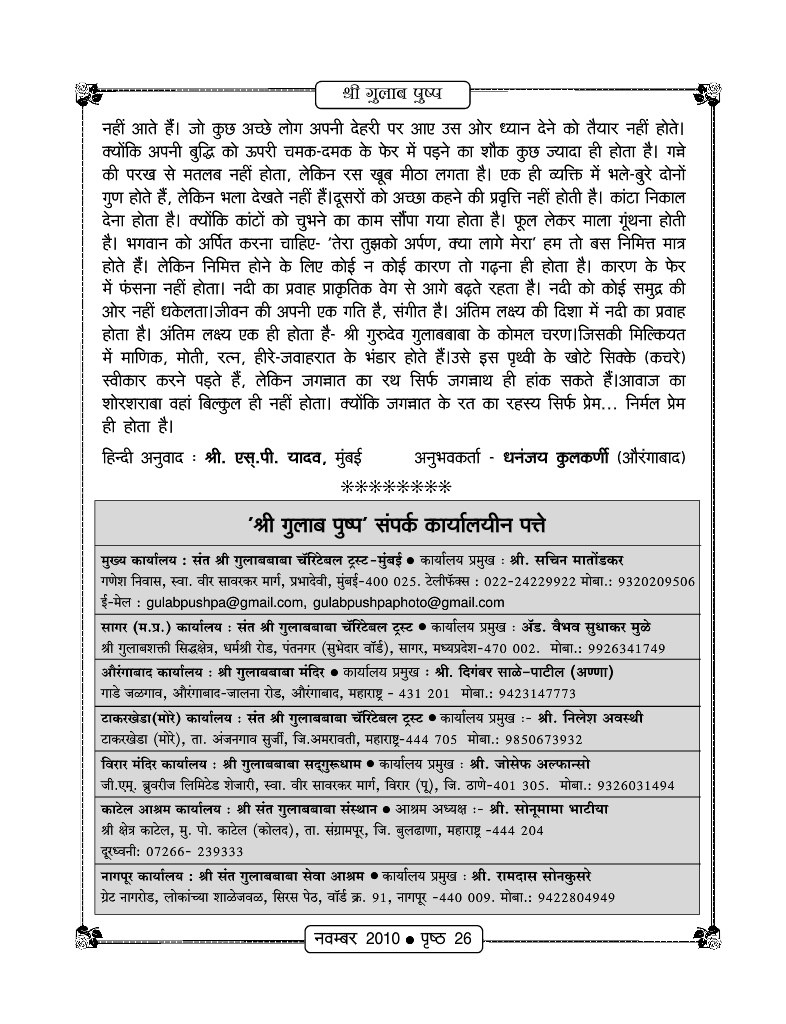 श्री गुलाब पुष्प
नहीं आते हैं। जो कुछ अच्छे लोग अपनी देहरी पर आए उस ओर ध्यान देने को तैयार नहीं होते।
क्योंकि अपनी बुद्धि को ऊपरी चमक-दमक के फेर में पड़ने का शौक कुछ ज्यादा ही होता है। गन्ने
की परख से मतलब नहीं होता, लेकिन रस खूब मीठा लगता है। एक ही व्यक्ति में भले-बुरे दोनों
गुण होते हैं, लेकिन भला देखते नहीं हैं।दूसरों को अच्छा कहने की प्रवृत्ति नहीं होती है। कांटा निकाल
देना होता है। क्योंकि कांटों को चुभने का काम सौंपा गया होता है। फूल लेकर माला गूंथना होती
है। भगवान को अर्पित करना चाहिए- 'तेरा तुझको अर्पण, क्या लागे मेरा' हम तो बस निमित्त मात्र
होते हैं। लेकिन निमित्त होने के लिए कोई न कोई कारण तो गढ़ना ही होता है। कारण के फेर
में फंसना नहीं होता। नदी का प्रवाह प्राकृतिक वेग से आगे बढ़ते रहता है। नदी को कोई समुद्र की
ओर नहीं धकेलता।जीवन की अपनी एक गति है, संगीत है। अंतिम लक्ष्य की दिशा में नदी का प्रवाह
होता है। अंतिम लक्ष्य एक ही होता है- श्री गुरुदेव गुलाबबाबा के कोमल चरण।जिसकी मिल्कियत
में माणिक, मोती, रत्न, हीरे-जवाहरात के भंडार होते हैं।उसे इस पृथ्वी के खोटे सिक्के (कचरे)
स्वीकार करने पड़ते हैं, लेकिन जगन्नात का रथ सिर्फ जगन्नाथ ही हांक सकते हैं।आवाज का
शोरशराबा वहां बिल्कुल ही नहीं होता। क्योंकि जगन्नात के रत का रहस्य सिर्फ प्रेम... निर्मल प्रेम
ही होता है।
हिन्दी अनुवाद : श्री. एस्.पी. यादव, मुंबई अनुभवकर्ता - धनंजय कुलकर्णी (औरंगाबाद)
********
'श्री गुलाब पुष्प' संपर्क कार्यालयीन पत्ते
मुख्य कार्यालय : संत श्री गुलाबबाबा चॅरिटेबल ट्रस्ट-मुंबई ● कार्यालय प्रमुख : श्री. सचिन मातोंडकर
गणेश निवास, स्वा. वीर सावरकर मार्ग, प्रभादेवी, मुंबई-400 025. टेलीफॅक्स : 022-24229922 मोबा.: 9320209506
ई-मेल : gulabpushpa@gmail.com, gulabpushpaphoto@gmail.com
सागर (म.प्र.) कार्यालय : संत श्री गुलाबबाबा चॅरिटेबल ट्रस्ट ● कार्यालय प्रमुख : अ‍ॅड. वैभव सुधाकर मुळे
श्री गुलाबशक्ती सिद्धक्षेत्र, धर्मश्री रोड, पंतनगर (सुभेदार वॉर्ड), सागर, मध्यप्रदेश-470 002. मोबा.: 9926341749
औरंगाबाद कार्यालय : श्री गुलाबबाबा मंदिर ● कार्यालय प्रमुख : श्री. दिगंबर साळे-पाटील (अण्णा)
गाडे जळगाव, औरंगाबाद-जालना रोड, औरंगाबाद, महाराष्ट्र - 431 201 मोबा.: 9423147773
टाकरखेडा(मोरे) कार्यालय : संत श्री गुलाबबाबा चॅरिटेबल ट्रस्ट ● कार्यालय प्रमुख :- श्री. निलेश अवस्थी
टाकरखेडा (मोरे), ता. अंजनगाव सुर्जी, जि.अमरावती, महाराष्ट्र-444 705 मोबा.: 9850673932
विरार मंदिर कार्यालय : श्री गुलाबबाबा सद्‌गुरूधाम ● कार्यालय प्रमुख : श्री. जोसेफ अल्फान्सो
जी.एम्. ब्रुवरीज लिमिटेड शेजारी, स्वा. वीर सावरकर मार्ग, विरार (पू), जि. ठाणे-401 305. मोबा.: 9326031494
काटेल आश्रम कार्यालय : श्री संत गुलाबबाबा संस्थान ● आश्रम अध्यक्ष :- श्री. सोनूमामा भाटीया
श्री क्षेत्र काटेल, मु. पो. काटेल (कोलद), ता. संग्रामपूर, जि. बुलढाणा, महाराष्ट्र -444 204
दूरध्वनी: 07266- 239333
नागपूर कार्यालय : श्री संत गुलाबबाबा सेवा आश्रम ● कार्यालय प्रमुख : श्री. रामदास सोनकुसरे
ग्रेट नागरोड, लोकांच्या शाळेजवळ, सिरस पेठ, वॉर्ड क्र. 91, नागपूर -440 009. मोबा.: 9422804949
नवम्बर 2010 ● पृष्ठ 26